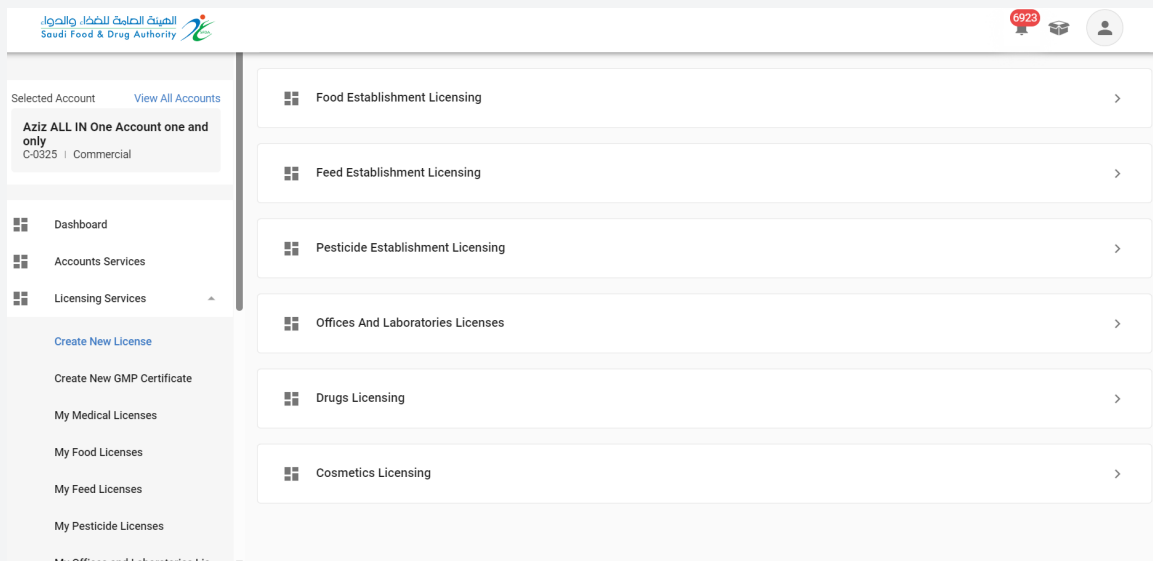 الهيئة العامة للغذاء والدواء
Saudi Food & Drug Authority
6923
Selected Account View All Accounts
Aziz ALL IN One Account one and
only
C-0325 | Commercial
Dashboard
Accounts Services
Licensing Services
Create New License
Create New GMP Certificate
My Medical Licenses
My Food Licenses
My Feed Licenses
My Pesticide Licenses
Food Establishment Licensing
Feed Establishment Licensing
Pesticide Establishment Licensing
Offices And Laboratories Licenses
Drugs Licensing
Cosmetics Licensing